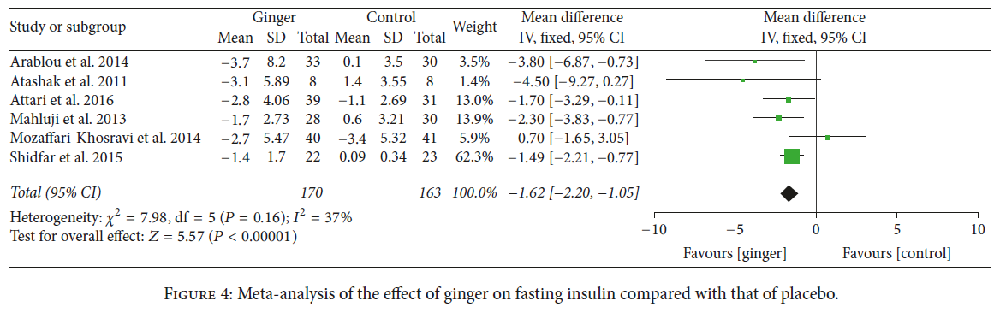 Study or subgroup Ginger Control Weight Mean difference Mean difference
Mean SD Total Mean SD Total IV, fixed, 95% CI IV, fixed, 95% CI
Arablou et al. 2014 −3.7 8.2 33 0.1 3.5 30 3.5% −3.80 [−6.87, −0.73]
Atashak et al. 2011 −3.1 5.89 8 1.4 3.55 8 1.4% −4.50 [−9.27, 0.27]
Attari et al. 2016 −2.8 4.06 39 −1.1 2.69 31 13.0% −1.70 [−3.29, −0.11]
Mahluji et al. 2013 −1.7 2.73 28 0.6 3.21 30 13.9% −2.30 [−3.83, −0.77]
Mozaffari-Khosravi et al. 2014 −2.7 5.47 40 −3.4 5.32 41 5.9% 0.70 [−1.65, 3.05]
Shidfar et al. 2015 −1.4 1.7 22 0.09 0.34 23 62.3% −1.49 [−2.21, −0.77]
Total (95% CI) 170 163 100.0% −1.62 [−2.20, −1.05]
Heterogeneity: χ² = 7.98, df = 5 (P = 0.16); I² = 37%
Test for overall effect: Z = 5.57 (P < 0.00001)
−10 −5 0 5 10
Favours [ginger] Favours [control]
Figure 4: Meta-analysis of the effect of ginger on fasting insulin compared with that of placebo.